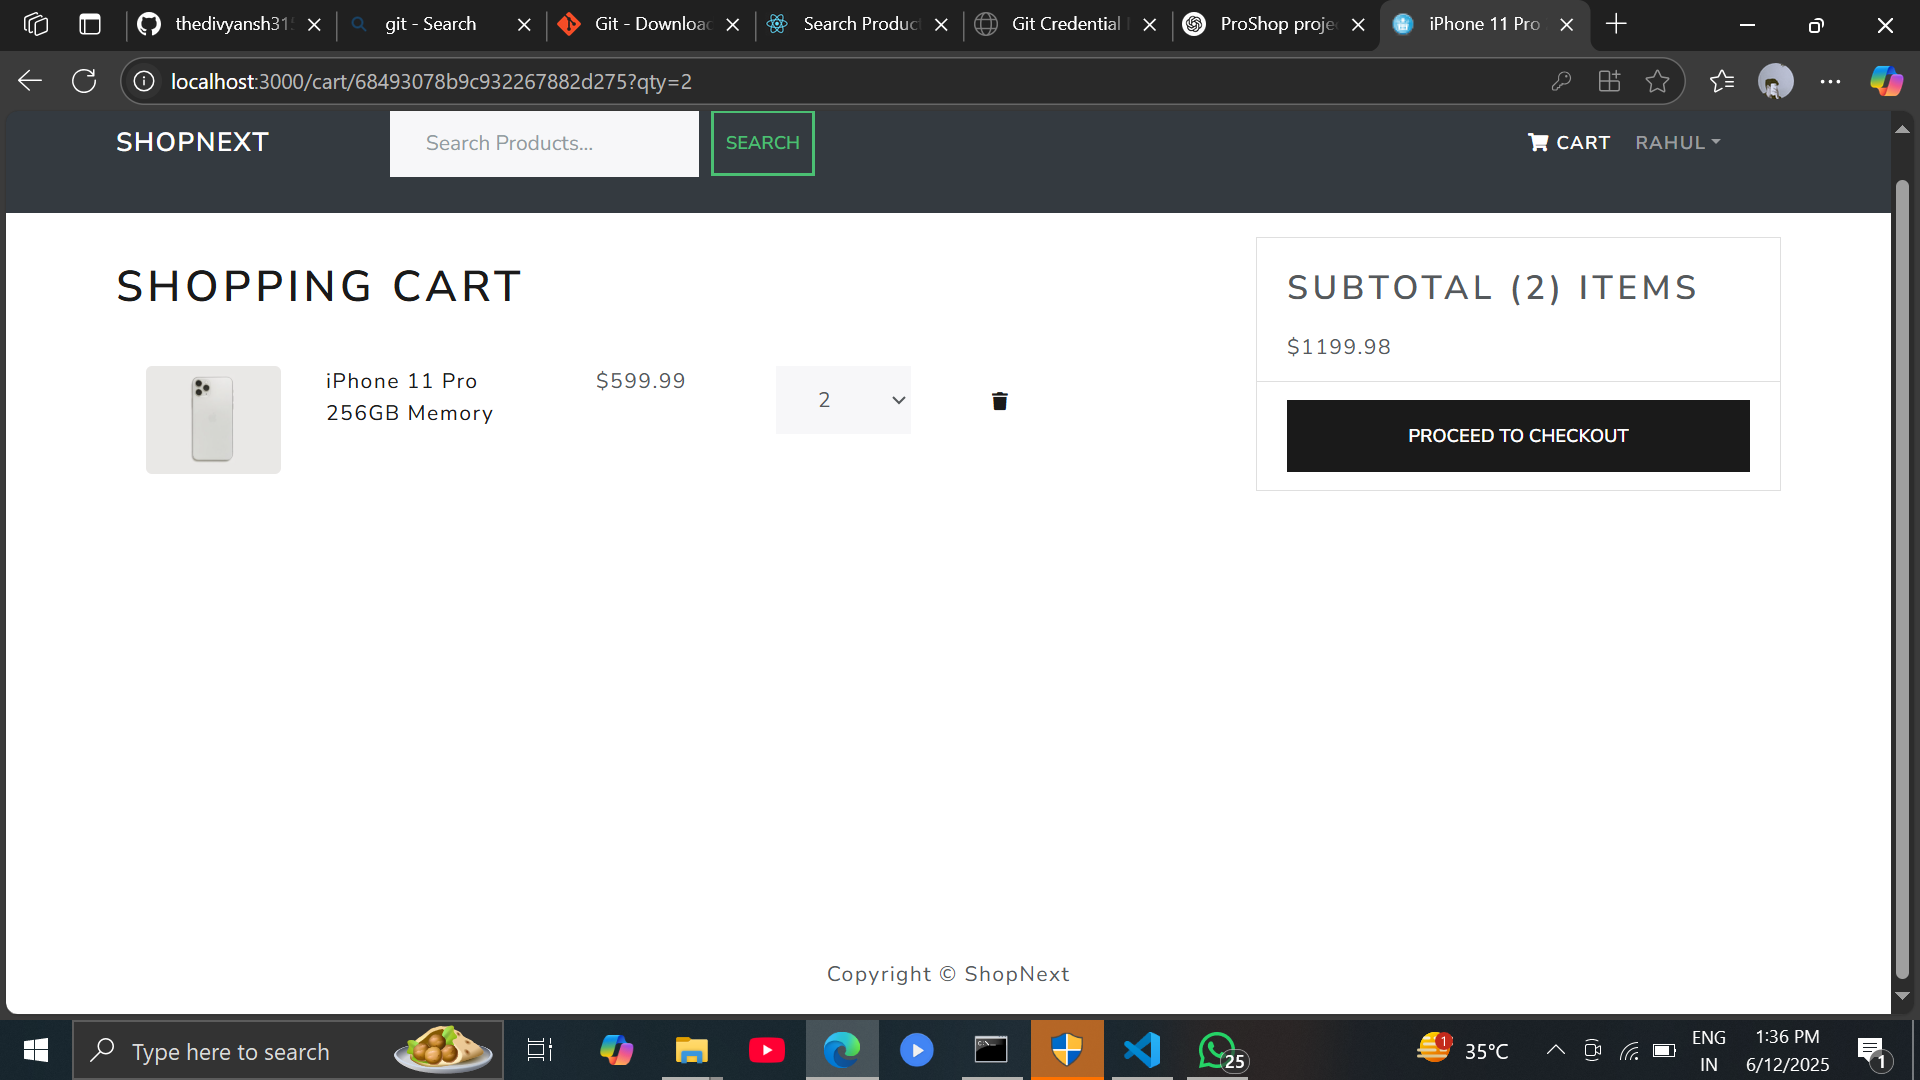 thedivyansh31
git - Search
Git - Download
Search Product
Git Credential
ProShop proje
iPhone 11 Pro
localhost:3000/cart/68493078b9c932267882d275?qty=2
SHOPNEXT
Search Products...
SEARCH
CART
RAHUL
SHOPPING CART
iPhone 11 Pro
256GB Memory
$599.99
2
SUBTOTAL (2) ITEMS
$1199.98
PROCEED TO CHECKOUT
Copyright © ShopNext
Type here to search
25
1
35°C
ENG
IN
1:36 PM
6/12/2025
1